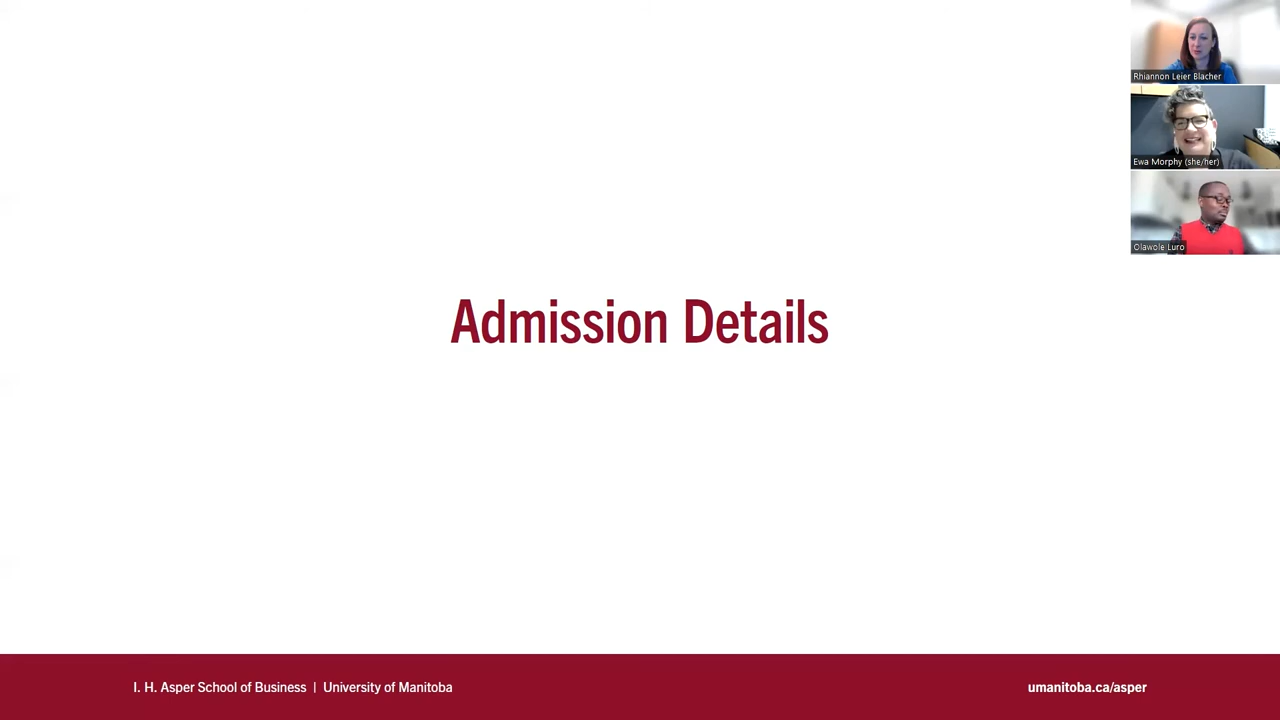 Rhiannon Leier Blacher
Ewa Morphy (she/her)
Olawole Luro
Admission Details
I. H. Asper School of Business | University of Manitoba
umanitoba.ca/asper